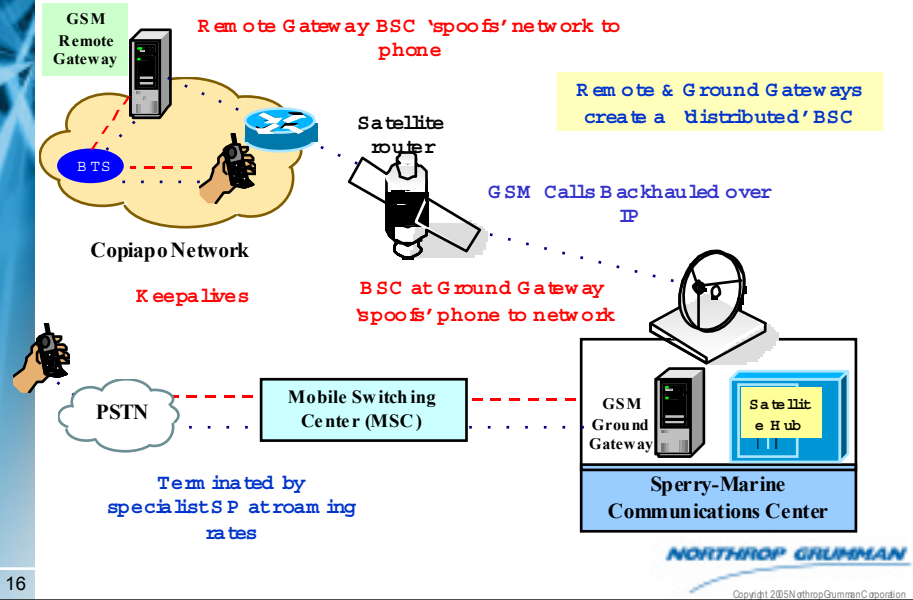 GSM
Remote
Gateway
Remote Gateway BSC 'spoofs' network to
phone
Remote & Ground Gateways
create a 'distributed' BSC
Satellite
router
BTS
GSM Calls Backhauled over
IP
Copiapo Network
Keepalives
BSC at Ground Gateway
'spoofs' phone to network
PSTN
Mobile Switching
Center (MSC)
GSM
Ground
Gateway
Satellit
e Hub
Terminated by
specialist SP at roaming
rates
Sperry-Marine
Communications Center
NORTHROP GRUMMAN
16
Copyright 2005 Northrop Grumman Corporation